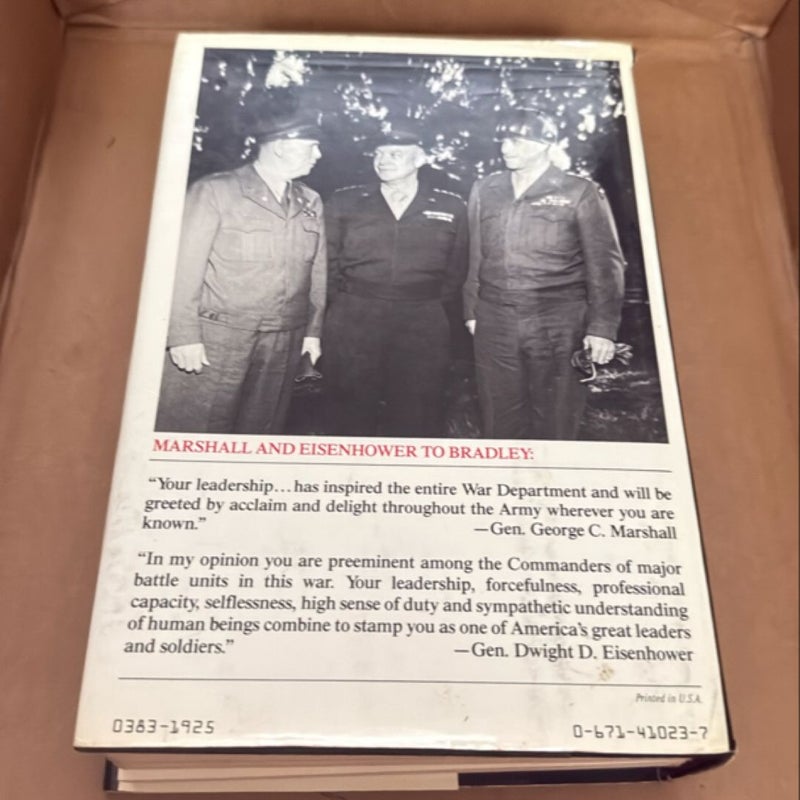 MARSHALL AND EISENHOWER TO BRADLEY:
“Your leadership...has inspired the entire War Department and will be
greeted by acclaim and delight throughout the Army wherever you are
known.” —Gen. George C. Marshall
“In my opinion you are preeminent among the Commanders of major
battle units in this war. Your leadership, forcefulness, professional
capacity, selflessness, high sense of duty and sympathetic understanding
of human beings combine to stamp you as one of America's great leaders
and soldiers.” —Gen. Dwight D. Eisenhower
Printed in U.S.A.
0383-1925 0-671-41023-7